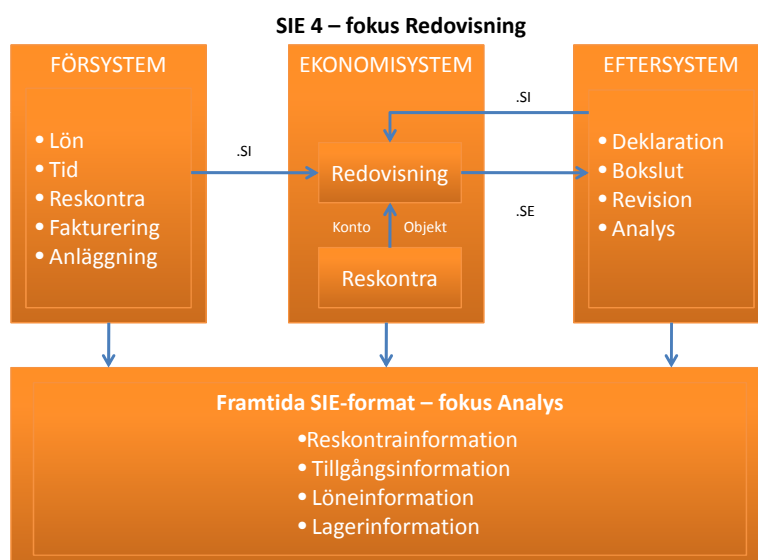 SIE 4 – fokus Redovisning
FÖRSYSTEM
• Lön
• Tid
• Reskontra
• Fakturering
• Anläggning
.SI
EKONOMISYSTEM
Redovisning
Konto
Objekt
Reskontra
.SI
.SE
EFTERSYSTEM
• Deklaration
• Bokslut
• Revision
• Analys
Framtida SIE-format – fokus Analys
•Reskontrainformation
• Tillgångsinformation
• Löneinformation
• Lagerinformation